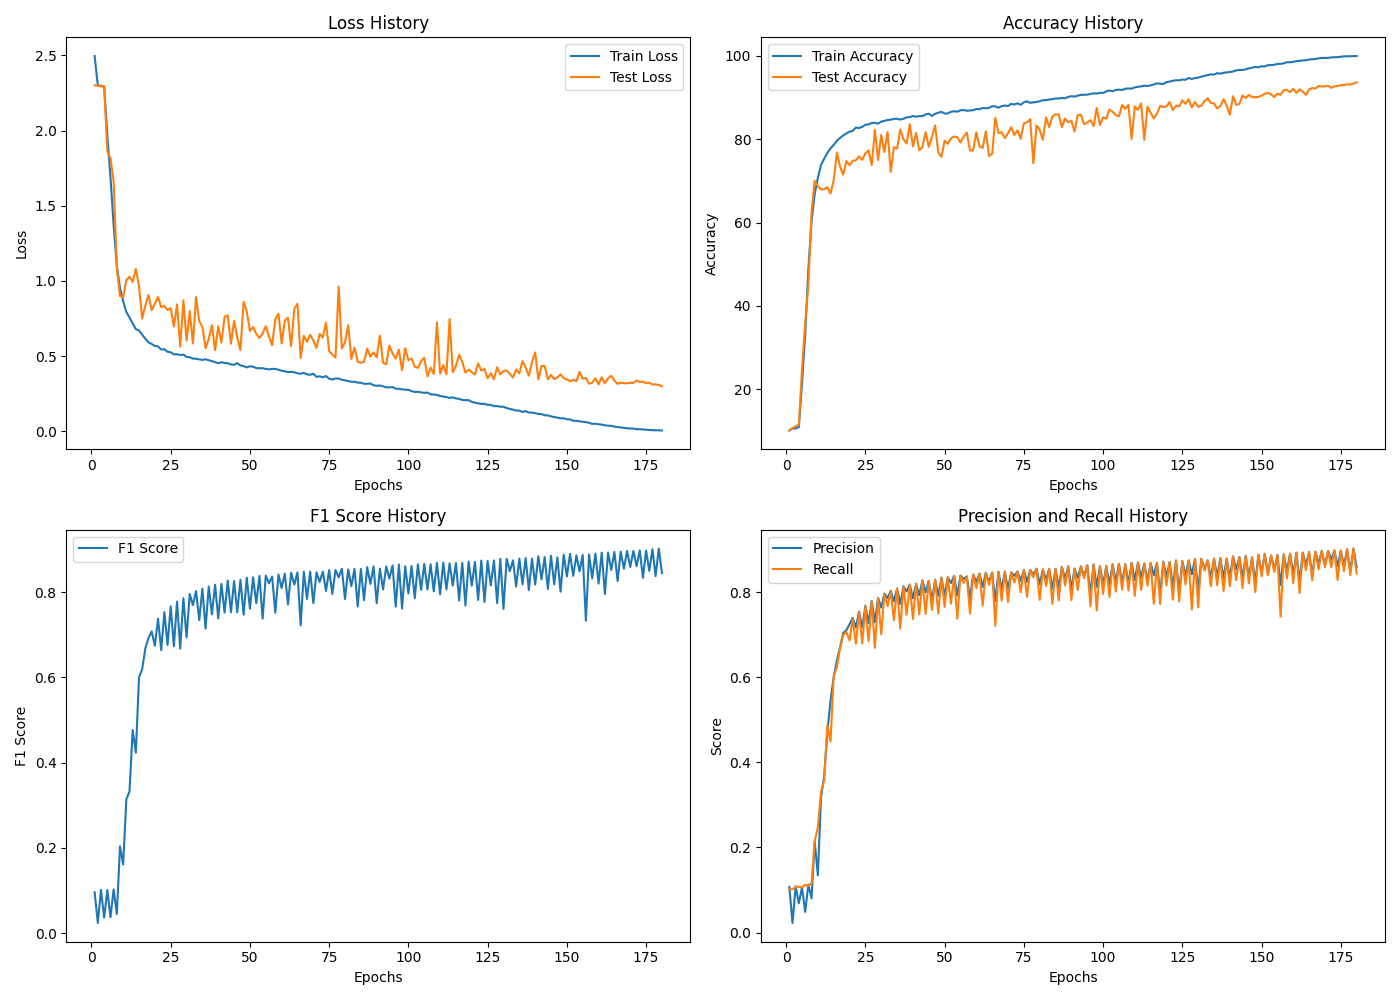 Loss History
2.5
2.0
1.5
1.0
0.5
0.0
Loss
Train Loss
Test Loss
0 25 50 75 100 125 150 175
Epochs
Accuracy History
100
80
60
40
20
Accuracy
Train Accuracy
Test Accuracy
0 25 50 75 100 125 150 175
Epochs
F1 Score History
0.8
0.6
0.4
0.2
0.0
F1 Score
F1 Score
0 25 50 75 100 125 150 175
Epochs
Precision and Recall History
0.8
0.6
0.4
0.2
0.0
Score
Precision
Recall
0 25 50 75 100 125 150 175
Epochs